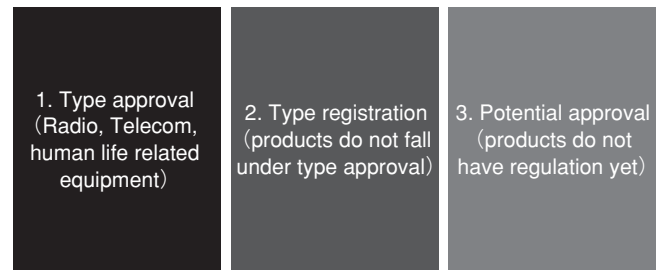 1. Type approval
（Radio, Telecom,
human life related
equipment）
2. Type registration
（products do not fall
under type approval）
3. Potential approval
（products do not
have regulation yet）